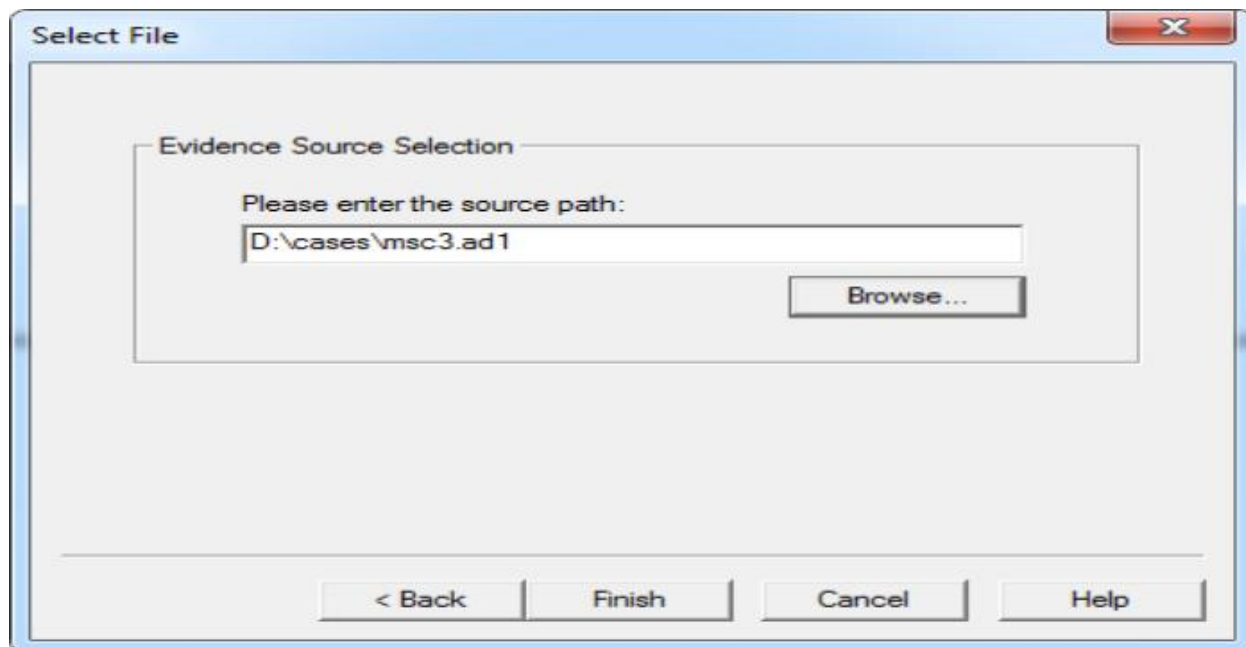 Select File
Evidence Source Selection
Please enter the source path:
D:\cases\msc3.ad1
Browse...
< Back Finish Cancel Help